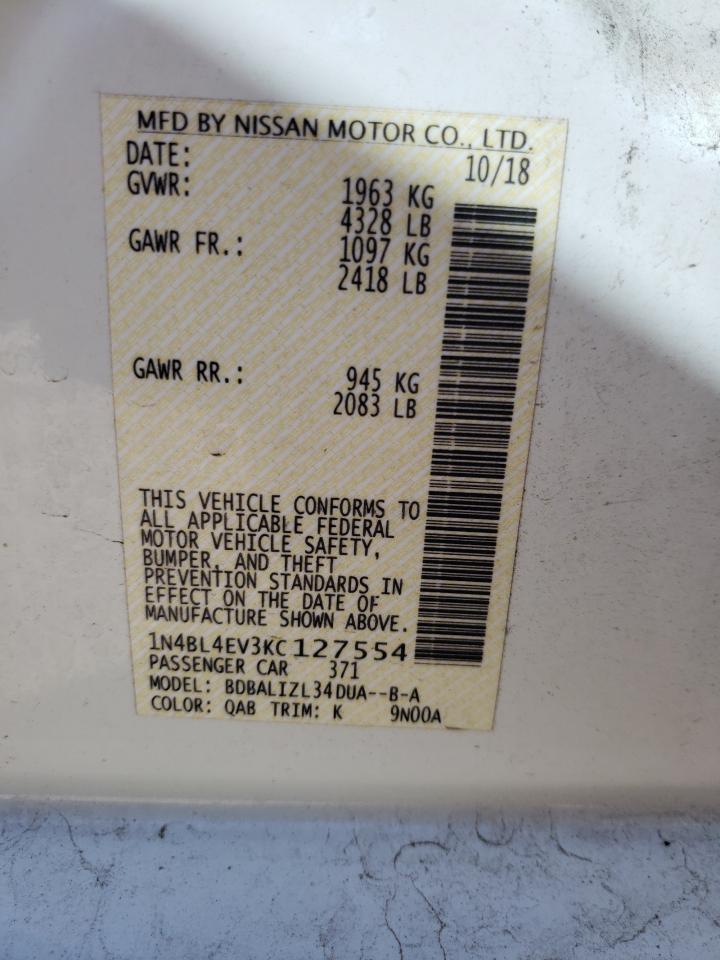 MFD BY NISSAN MOTOR CO., LTD.
DATE: 10/18
GVWR: 1963 KG
4328 LB
GAWR FR.: 1097 KG
2418 LB
GAWR RR.: 945 KG
2083 LB
THIS VEHICLE CONFORMS TO
ALL APPLICABLE FEDERAL
MOTOR VEHICLE SAFETY,
BUMPER, AND THEFT
PREVENTION STANDARDS IN
EFFECT ON THE DATE OF
MANUFACTURE SHOWN ABOVE.
1N4BL4EV3KC127554
PASSENGER CAR 371
MODEL: BDBALIZL34DUA--B-A
COLOR: QAB TRIM: K 9N00A